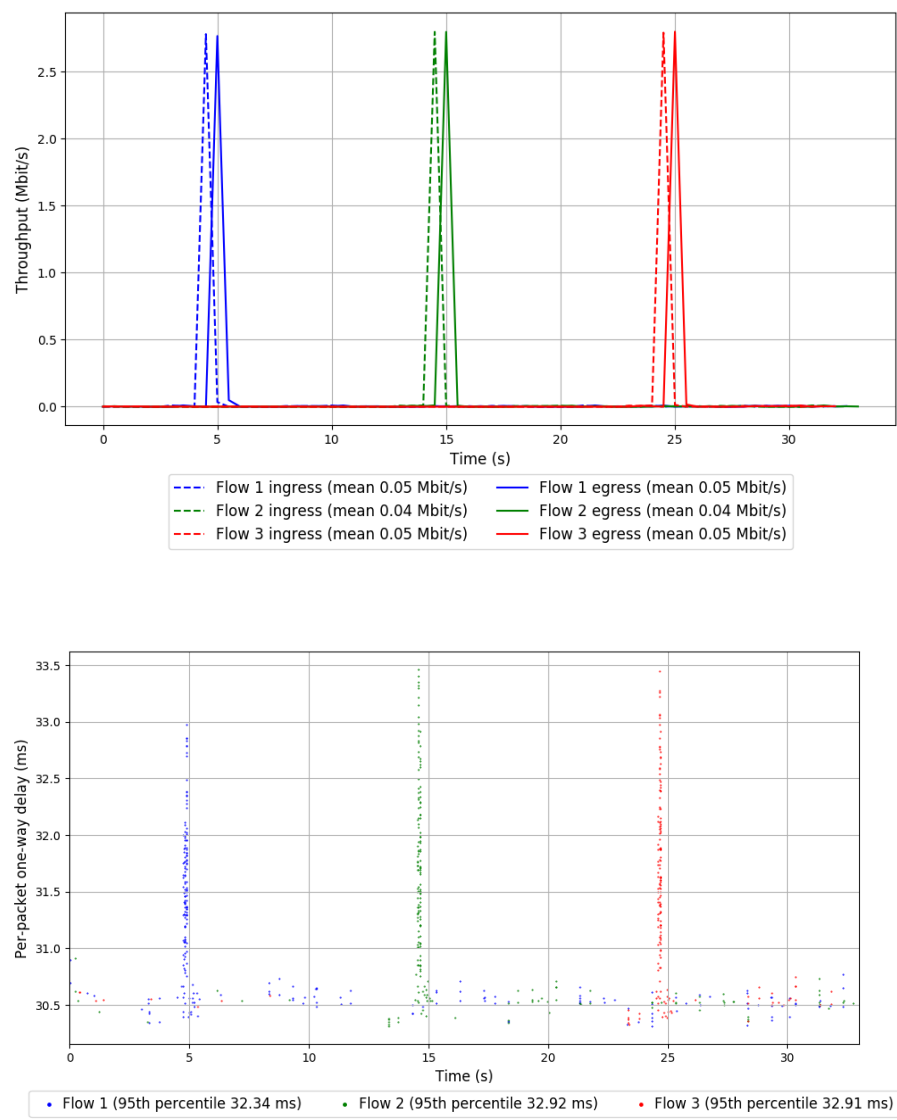 2.5
2.0
1.5
1.0
0.5
0.0
Throughput (Mbit/s)
0 5 10 15 20 25 30
Time (s)
Flow 1 ingress (mean 0.05 Mbit/s) Flow 1 egress (mean 0.05 Mbit/s)
Flow 2 ingress (mean 0.04 Mbit/s) Flow 2 egress (mean 0.04 Mbit/s)
Flow 3 ingress (mean 0.05 Mbit/s) Flow 3 egress (mean 0.05 Mbit/s)
33.5
33.0
32.5
32.0
31.5
31.0
30.5
Per-packet one-way delay (ms)
0 5 10 15 20 25 30
Time (s)
Flow 1 (95th percentile 32.34 ms) Flow 2 (95th percentile 32.92 ms) Flow 3 (95th percentile 32.91 ms)